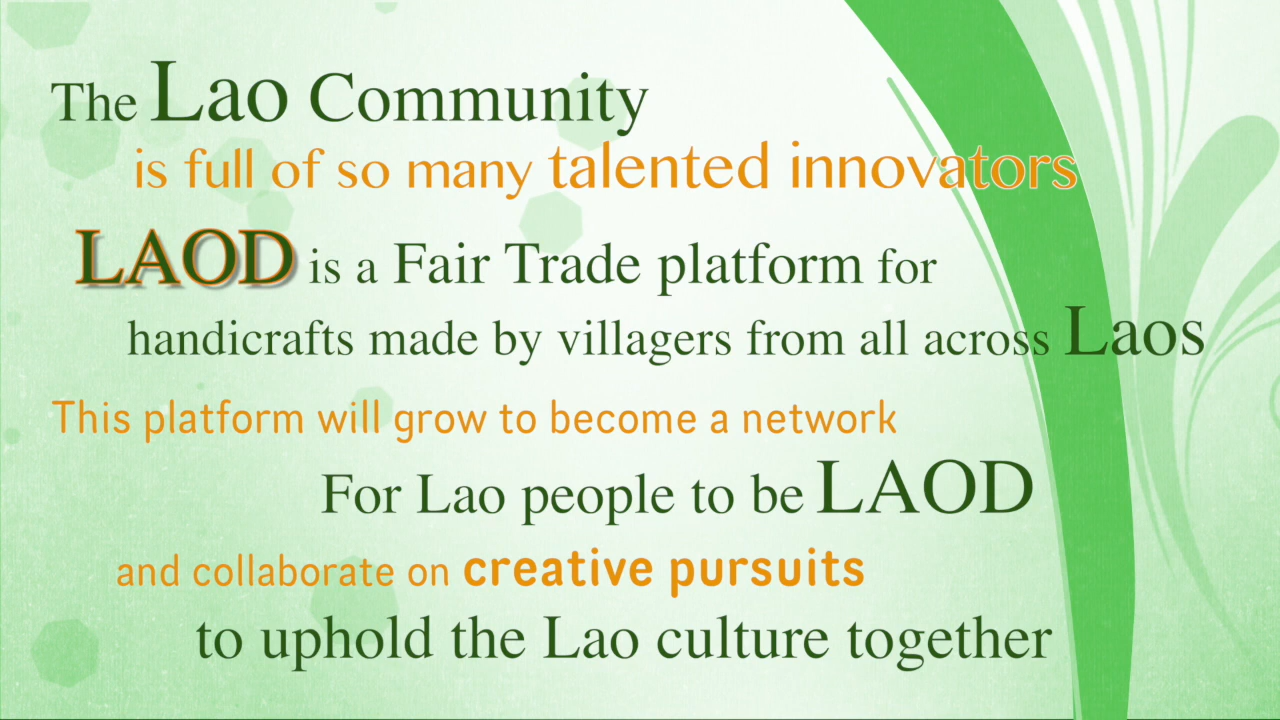 The Lao Community
is full of so many talented innovators
LAOD is a Fair Trade platform for
handicrafts made by villagers from all across Laos
This platform will grow to become a network
For Lao people to be LAOD
and collaborate on creative pursuits
to uphold the Lao culture together